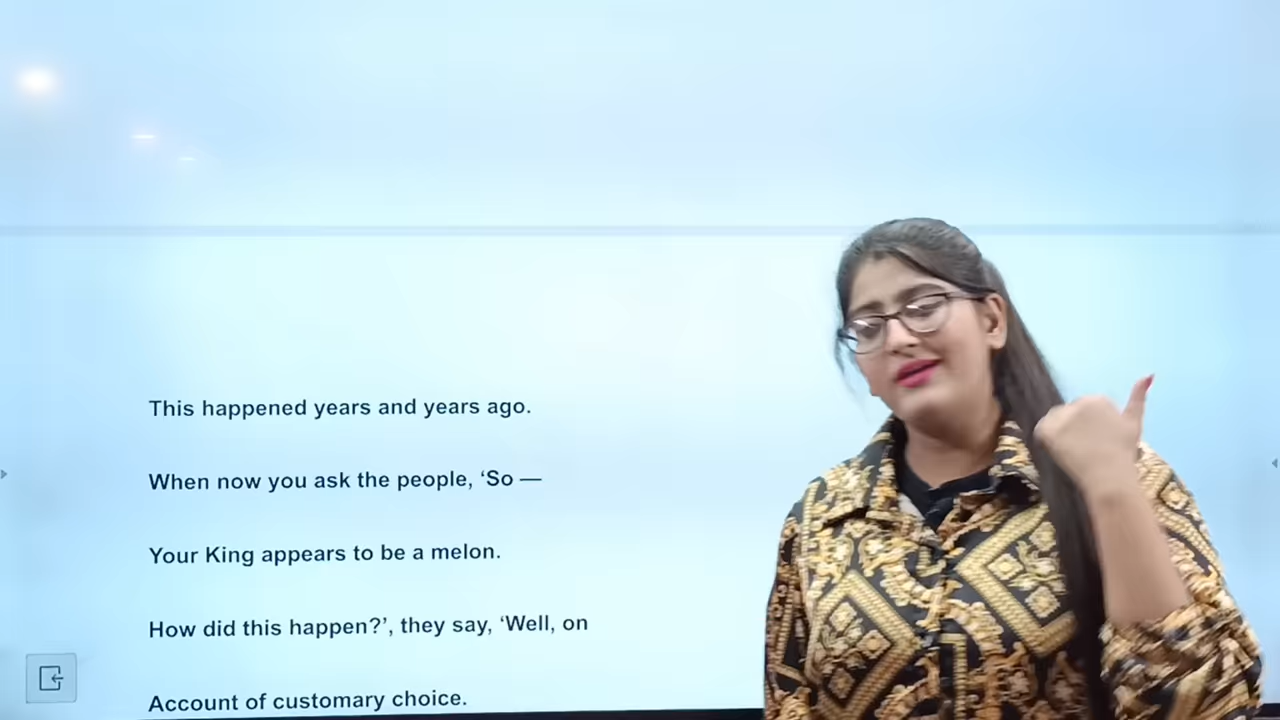 This happened years and years ago.
When now you ask the people, ‘So —
Your King appears to be a melon.
How did this happen?’, they say, ‘Well, on
Account of customary choice.